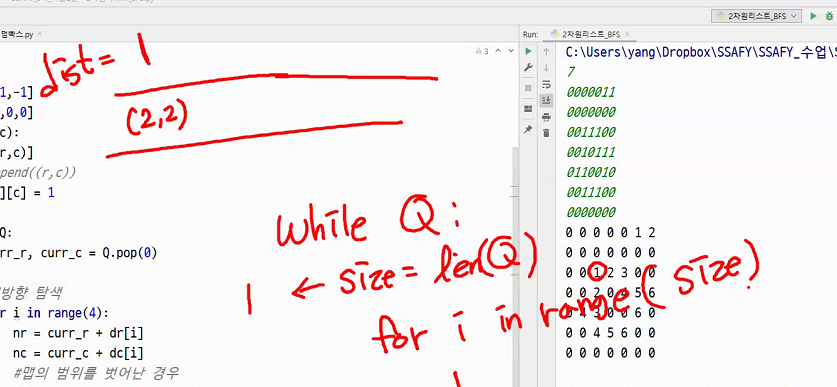 2차원리스트_BFS
텀빡스.py
3
Run: 2차원리스트_BFS
C:\Users\yang\Dropbox\SSAFY\SSAFY_수업\
7
0000011
0000000
0011100
0010111
0110010
0011100
0000000
0 0 0 0 0 0 1 2
0 0 0 0 0 0 0 0
0 0 1 2 3 0 0
0 0 2 0 4 5 6
4 3 0 0 6 0
0 0 4 5 6 0 0
0 0 0 0 0 0 0 0
dist = 1
(2,2)
1,-1]
,0,0]
c):
r,c)]
pend((r,c))
][c] = 1
Q:
rr_r, curr_c = Q.pop(0)
방향 탐색
r i in range(4):
nr = curr_r + dr[i]
nc = curr_c + dc[i]
#맵의 범위를 벗어난 경우
while Q:
1 ← size = len(Q)
for i in range(size)